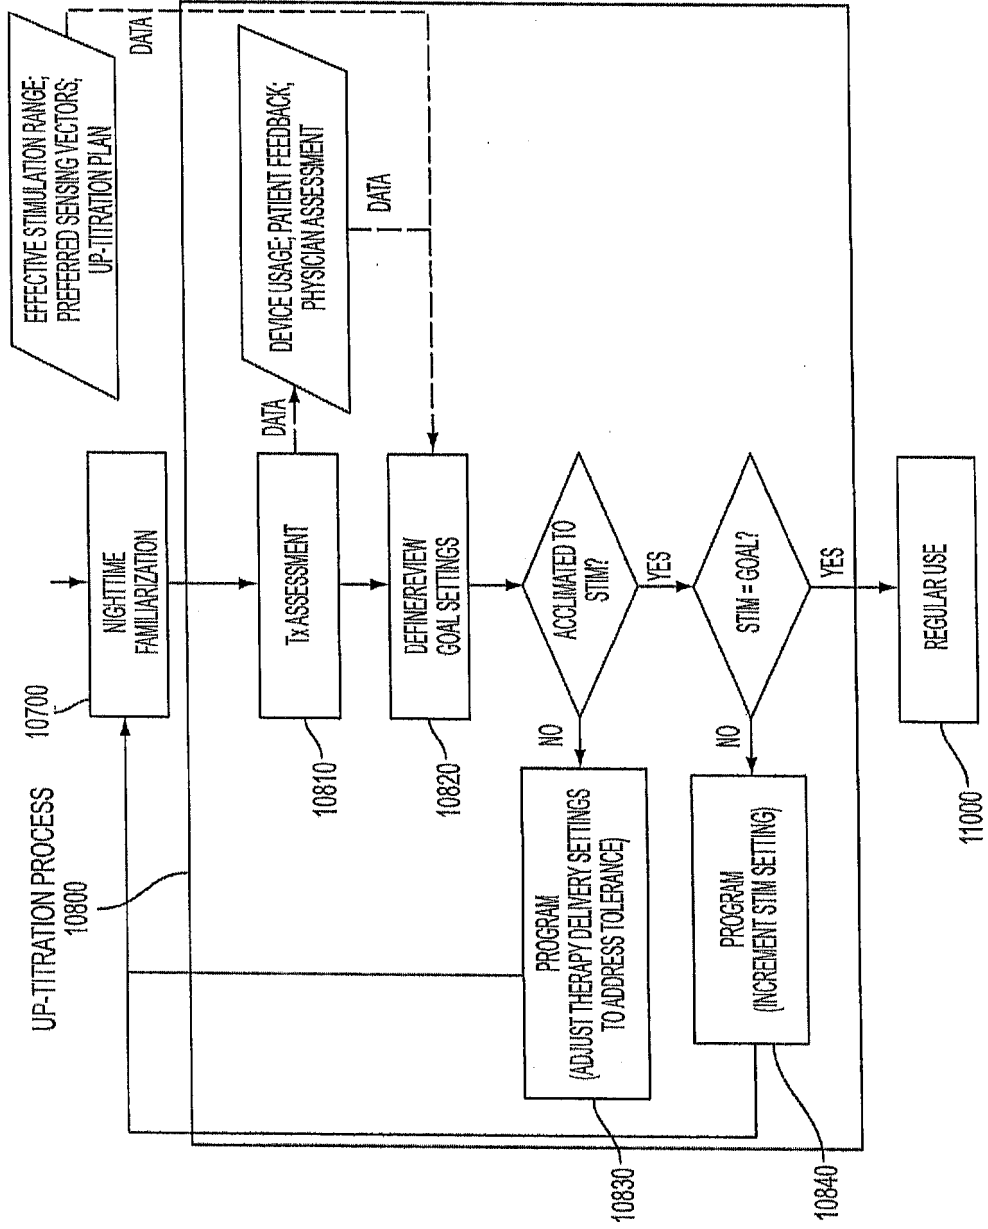 UP-TITRATION PROCESS
10800
10700
NIGHTTIME
FAMILIARIZATION
EFFECTIVE STIMULATION RANGE;
PREFERRED SENSING VECTORS;
UP-TITRATION PLAN
DATA
10810
Tx ASSESSMENT
DATA
DEVICE USAGE; PATIENT FEEDBACK;
PHYSICIAN ASSESSMENT
DATA
10820
DEFINE/REVIEW
GOAL SETTINGS
ACCLIMATED TO
STIM?
NO
YES
PROGRAM
(ADJUST THERAPY DELIVERY SETTINGS
TO ADDRESS TOLERANCE)
10830
STIM = GOAL?
NO
YES
PROGRAM
(INCREMENT STIM SETTING)
10840
REGULAR USE
11000